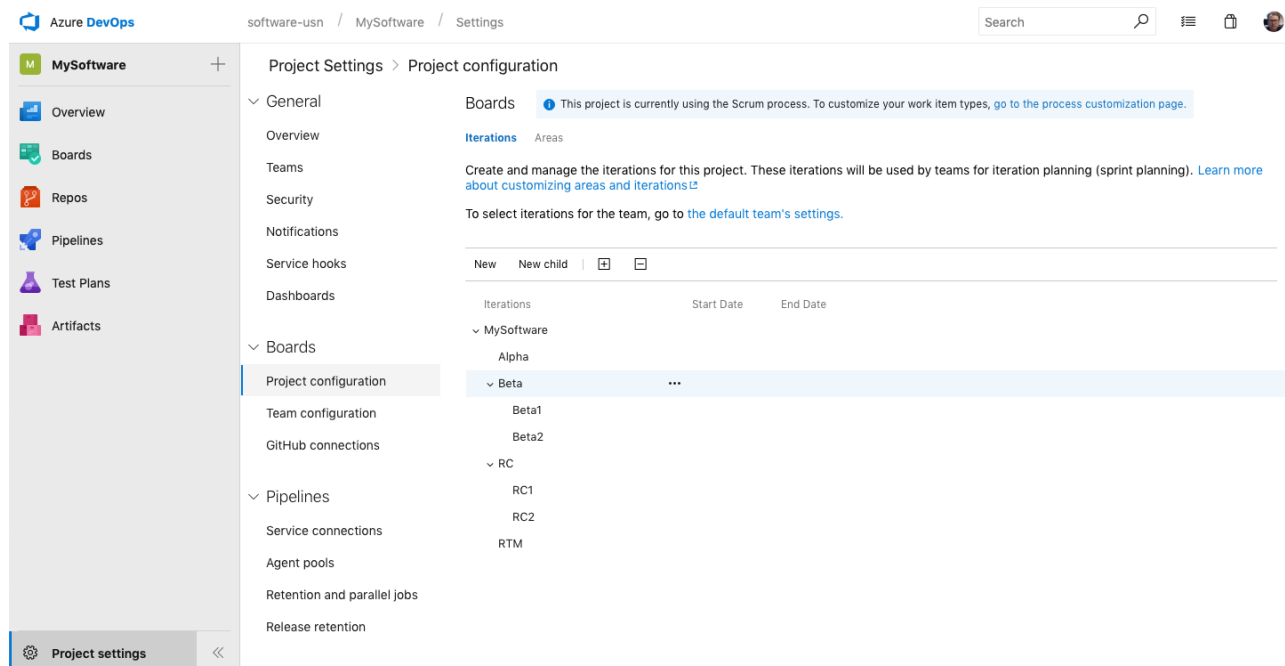 Azure DevOps
software-usn / MySoftware / Settings
Search
M MySoftware
Overview
Boards
Repos
Pipelines
Test Plans
Artifacts
Project settings
Project Settings > Project configuration
General
Overview
Teams
Security
Notifications
Service hooks
Dashboards
Boards
Project configuration
Team configuration
GitHub connections
Pipelines
Service connections
Agent pools
Retention and parallel jobs
Release retention
Boards
This project is currently using the Scrum process. To customize your work item types, go to the process customization page.
Iterations Areas
Create and manage the iterations for this project. These iterations will be used by teams for iteration planning (sprint planning). Learn more
about customizing areas and iterations
To select iterations for the team, go to the default team's settings.
New New child
Iterations Start Date End Date
MySoftware
Alpha
Beta
Beta1
Beta2
RC
RC1
RC2
RTM